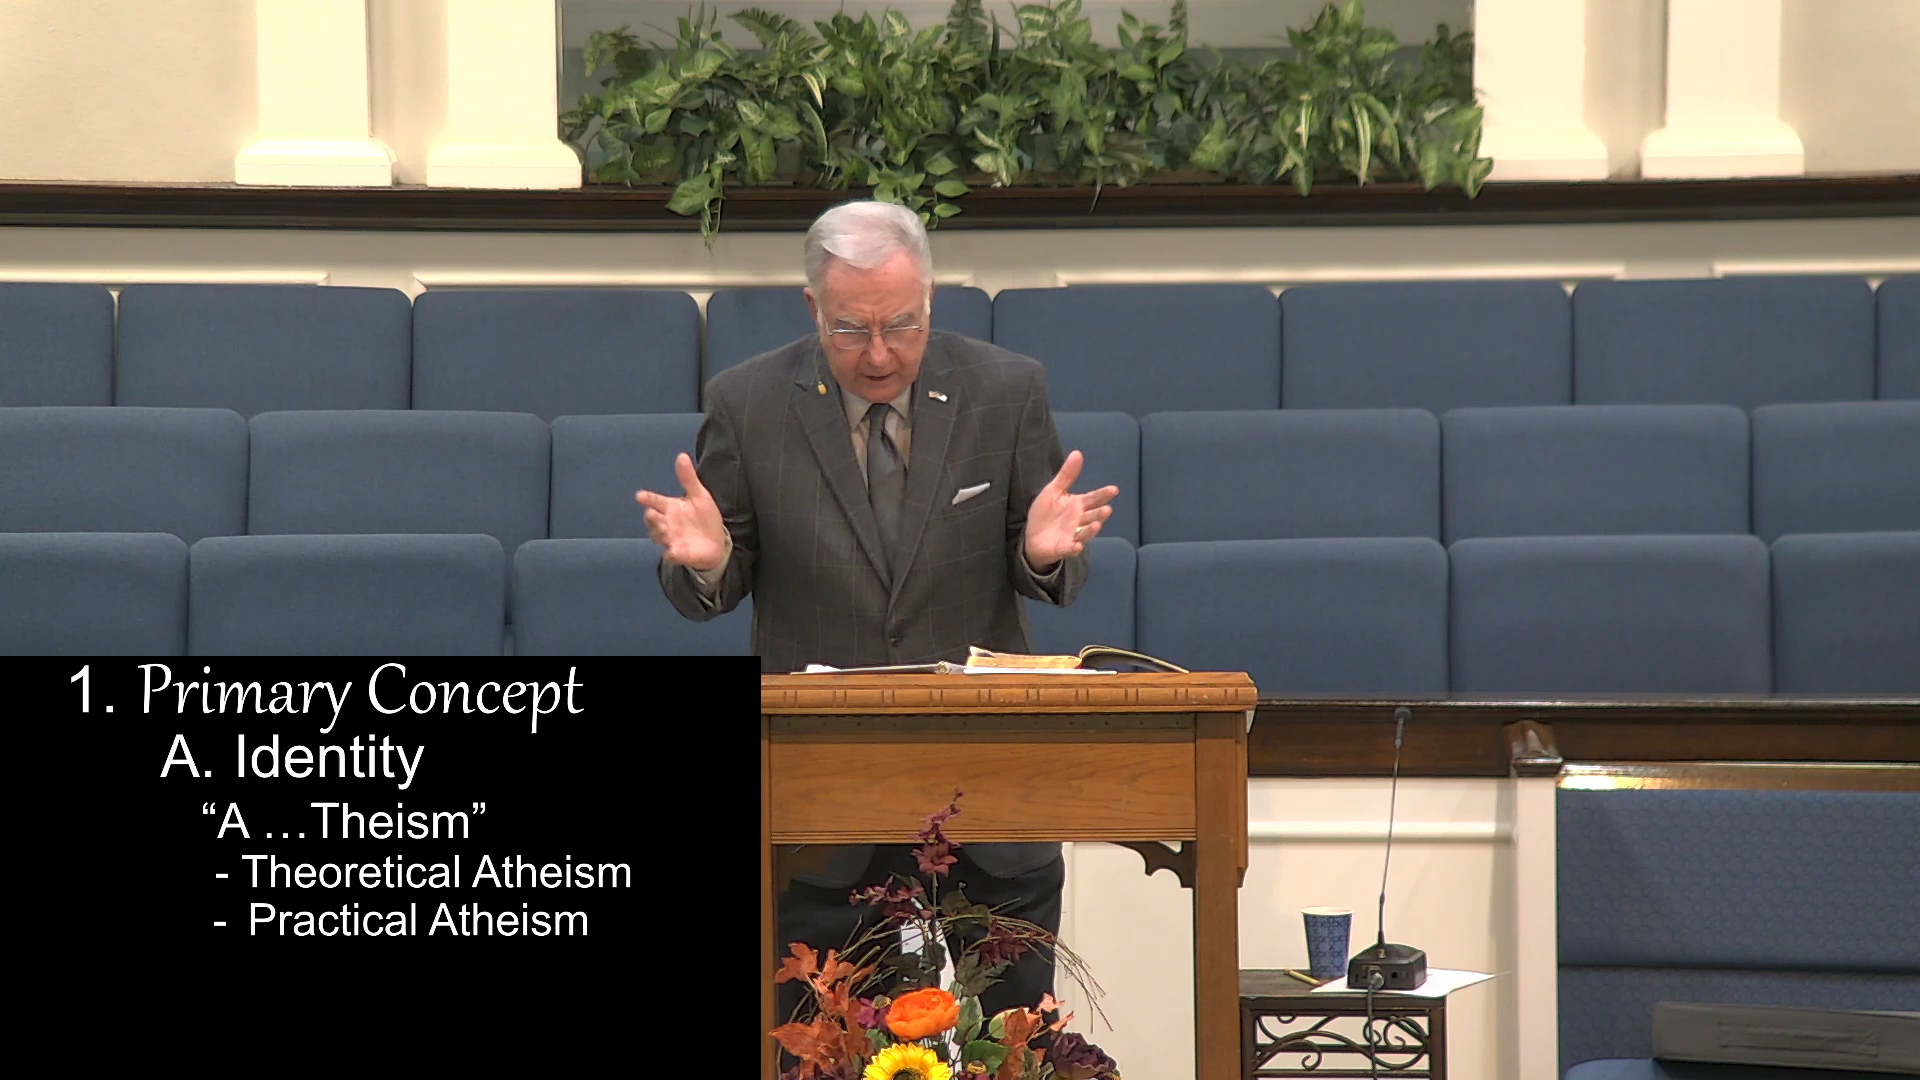 1. Primary Concept
A. Identity
“A ...Theism”
- Theoretical Atheism
- Practical Atheism